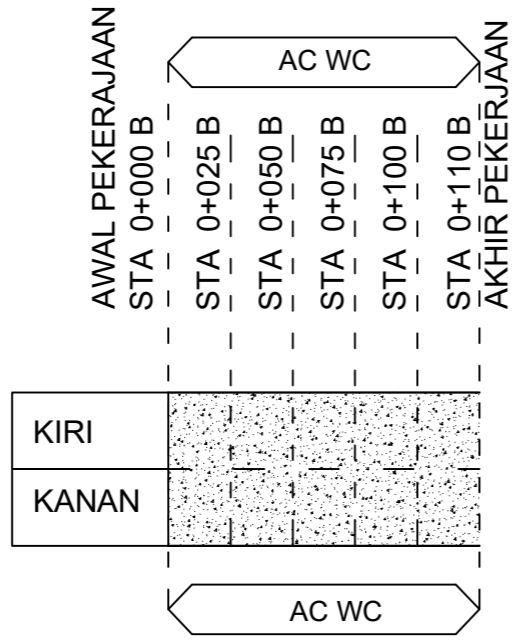 AC WC
AWAL PEKERAJAAN
STA 0+000 B
STA 0+025 B
STA 0+050 B
STA 0+075 B
STA 0+100 B
STA 0+110 B
AKHIR PEKERJAAN
KIRI
KANAN
AC WC